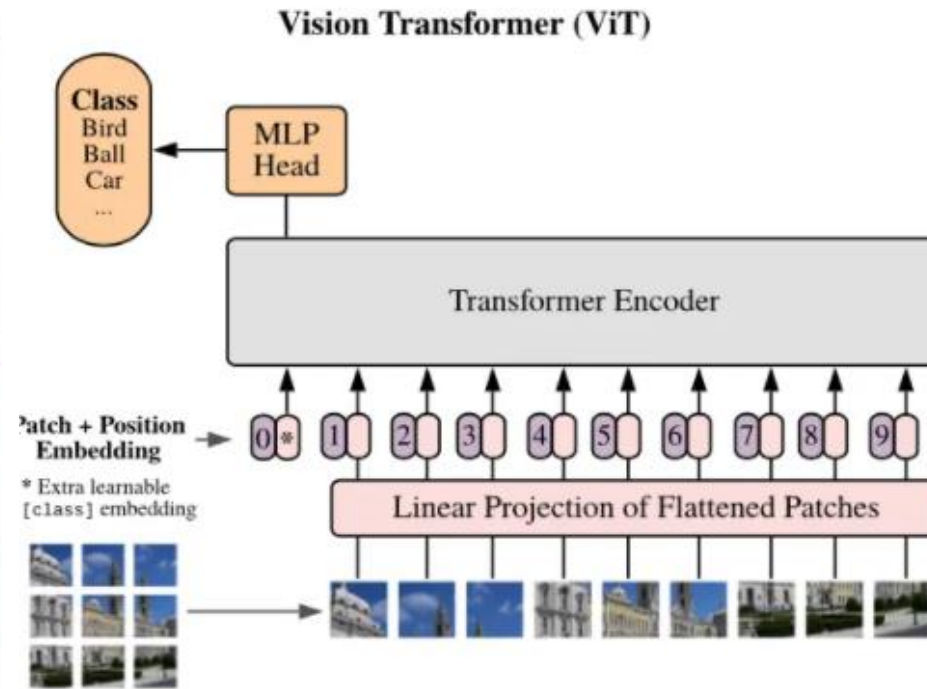 Vision Transformer (ViT)
Class
Bird
Ball
Car
...
MLP
Head
Transformer Encoder
Patch + Position
Embedding
0 * 1 2 3 4 5 6 7 8 9
* Extra learnable
[class] embedding
Linear Projection of Flattened Patches